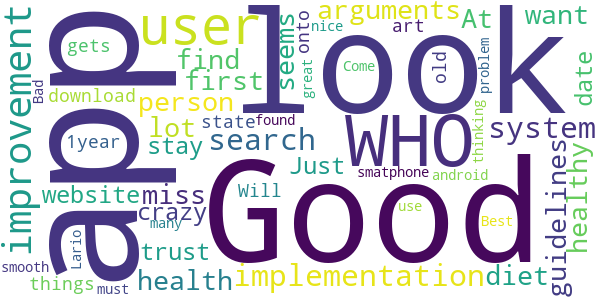 app
look
Good
WHO
user
improvement
implementation
search
system
arguments
At
want
seems
onto
art
nice
great
Come
old
problem
date
find
first
gets
Bad
download
person
lot
state
found
1year
stay
Just
smatphone
android
thinking
guidelines
healthy
website
miss
crazy
many
Will
use
Best
diet
trust
health
Lario
smooth
things
must